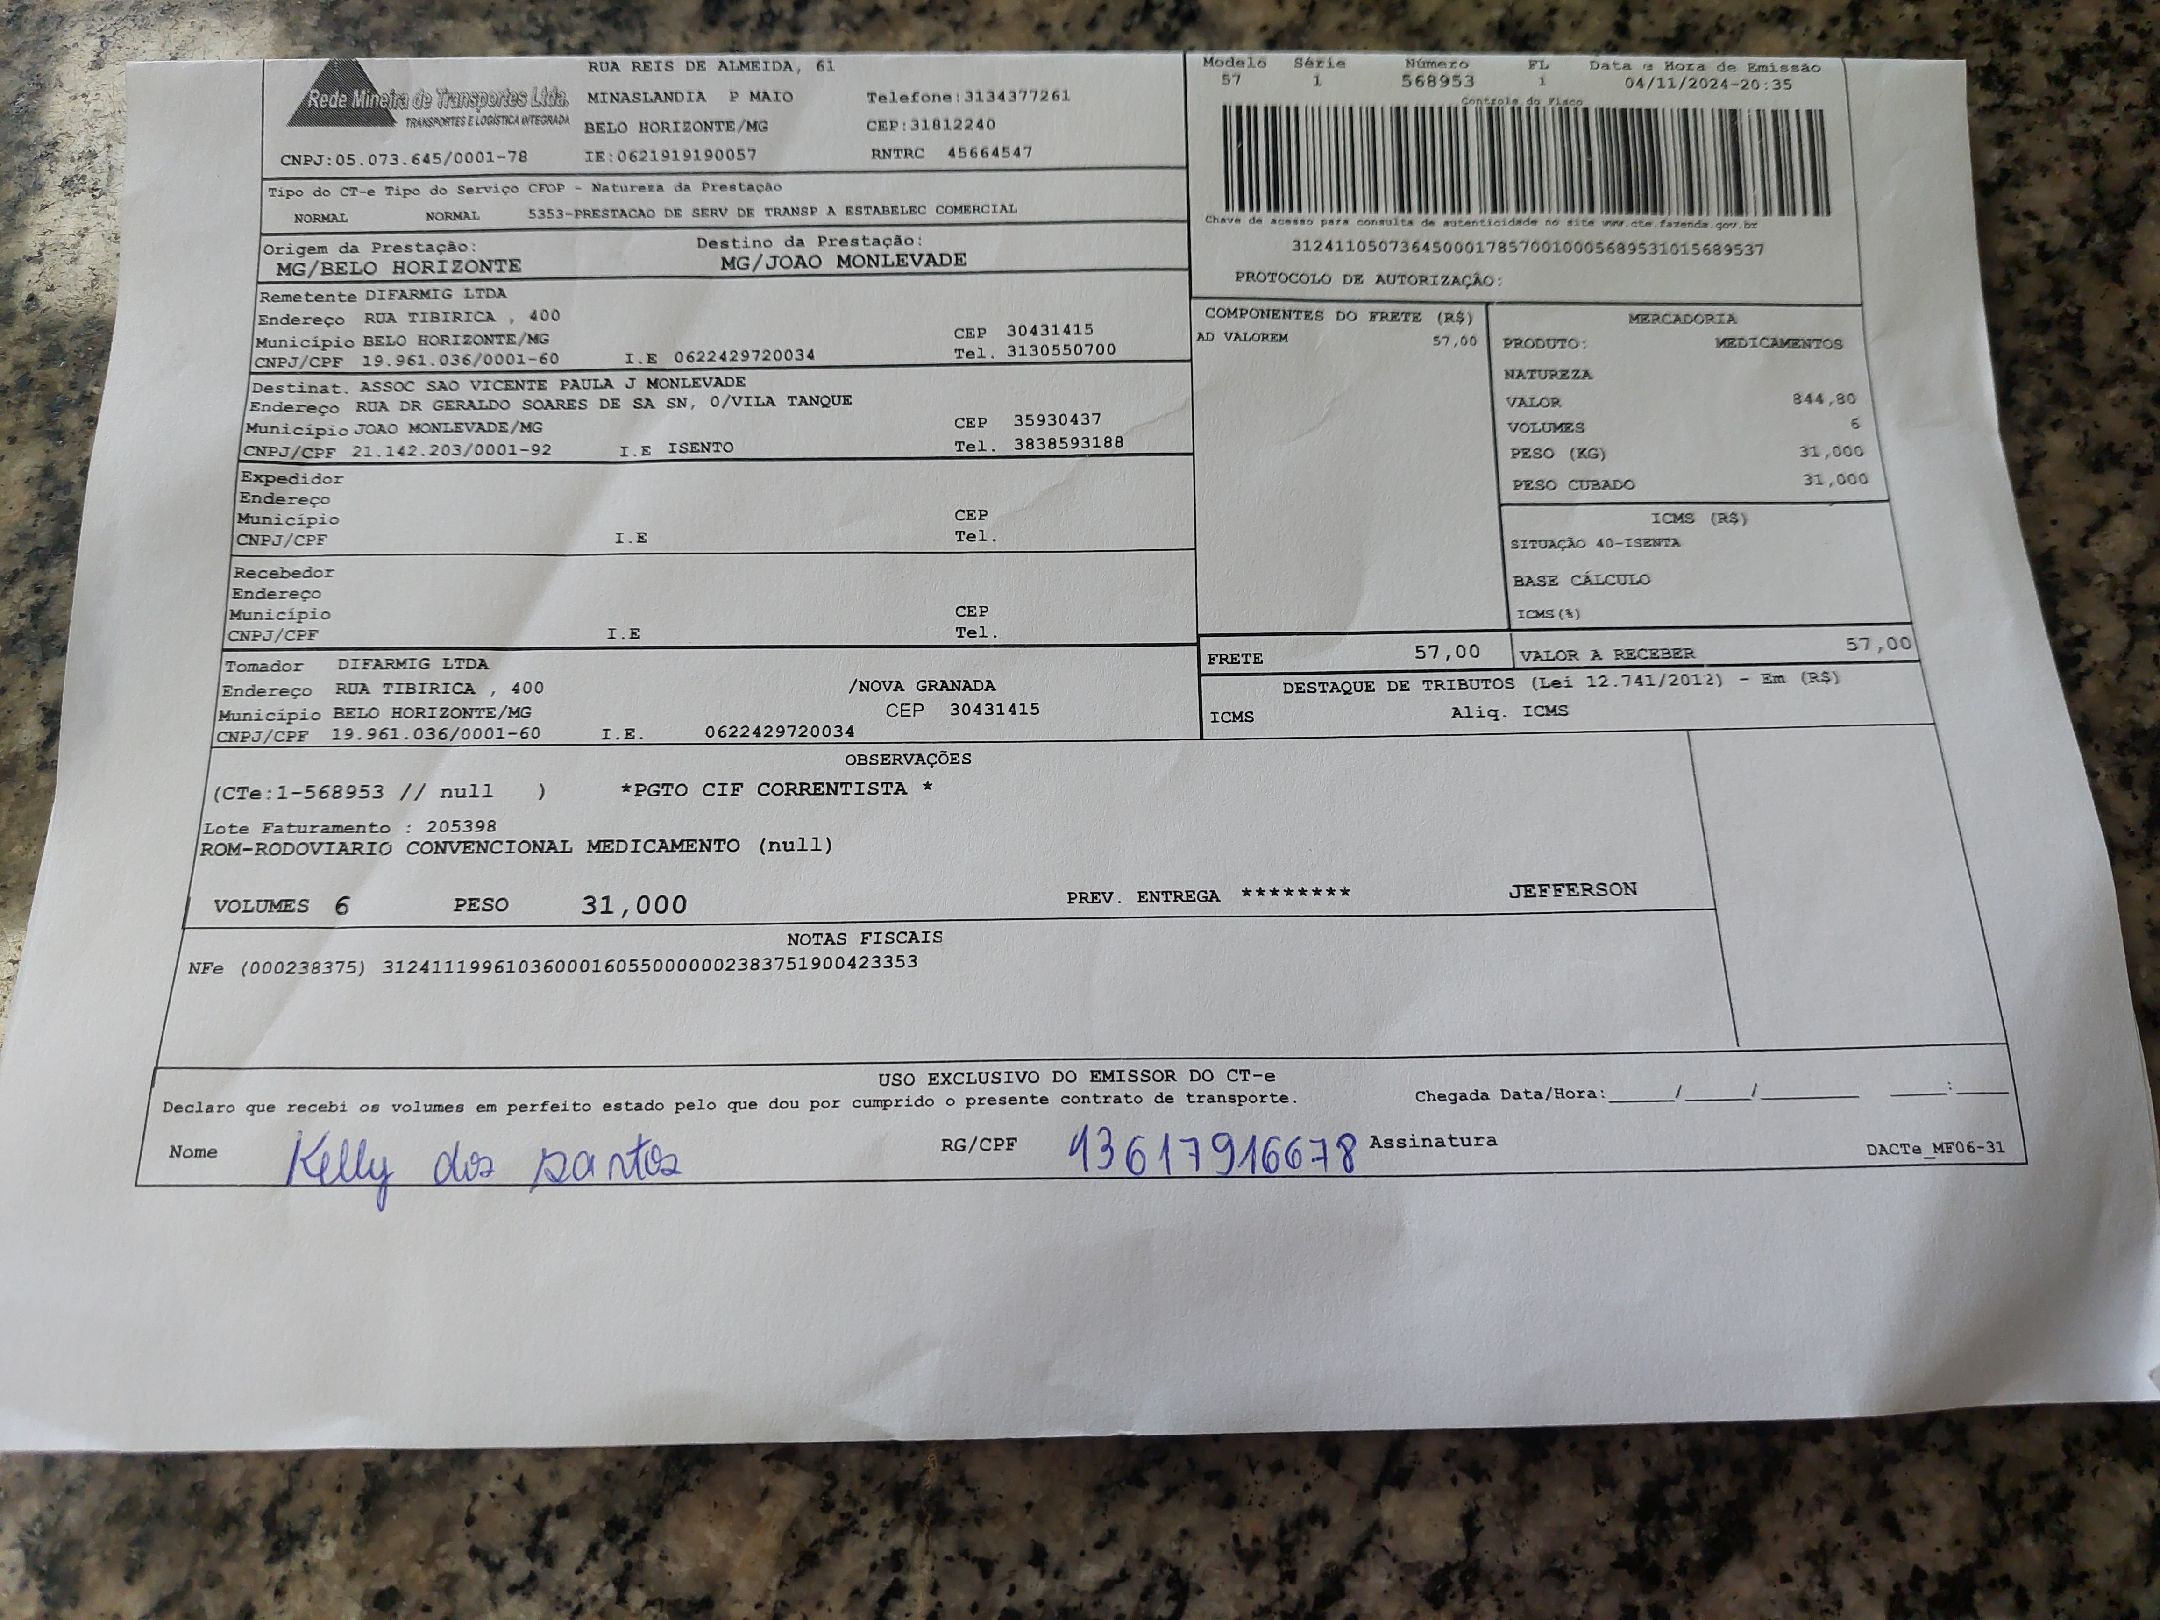 Rede Mineira de Transportes Ltda.
TRANSPORTES E LOGÍSTICA INTEGRADA
CNPJ:05.073.645/0001-78
RUA REIS DE ALMEIDA, 61
MINASLANDIA P MAIO Telefone:3134377261
BELO HORIZONTE/MG CEP:31812240
IE:0621919190057 RNTRC 45664547
Modelo Série Número FL Data e Hora de Emissão
57 1 568953 1 04/11/2024-20:35
Controle do Fisco
Chave de acesso para consulta de autenticidade no site www.cte.fazenda.gov.br
31241105073645000178570010005689531015689537
PROTOCOLO DE AUTORIZAÇÃO:
Tipo do CT-e Tipo do Serviço CFOP - Natureza da Prestação
NORMAL NORMAL 5353-PRESTACAO DE SERV DE TRANSP A ESTABELEC COMERCIAL
Origem da Prestação: Destino da Prestação:
MG/BELO HORIZONTE MG/JOAO MONLEVADE
Remetente DIFARMIG LTDA
Endereço RUA TIBIRICA , 400
Município BELO HORIZONTE/MG CEP 30431415
CNPJ/CPF 19.961.036/0001-60 I.E 0622429720034 Tel. 3130550700
Destinat. ASSOC SAO VICENTE PAULA J MONLEVADE
Endereço RUA DR GERALDO SOARES DE SA SN, 0/VILA TANQUE
Município JOAO MONLEVADE/MG CEP 35930437
CNPJ/CPF 21.142.203/0001-92 I.E ISENTO Tel. 3838593188
Expedidor
Endereço
Município CEP
CNPJ/CPF I.E Tel.
Recebedor
Endereço
Município CEP
CNPJ/CPF I.E Tel.
Tomador DIFARMIG LTDA
Endereço RUA TIBIRICA , 400 /NOVA GRANADA
Município BELO HORIZONTE/MG CEP 30431415
CNPJ/CPF 19.961.036/0001-60 I.E. 0622429720034
COMPONENTES DO FRETE (R$)
AD VALOREM 57,00
MERCADORIA
PRODUTO: MEDICAMENTOS
NATUREZA
VALOR 844,80
VOLUMES 6
PESO (KG) 31,000
PESO CUBADO 31,000
ICMS (R$)
SITUAÇÃO 40-ISENTA
BASE CÁLCULO
ICMS(%)
FRETE 57,00 VALOR A RECEBER 57,00
DESTAQUE DE TRIBUTOS (Lei 12.741/2012) - Em (R$)
ICMS Aliq. ICMS
OBSERVAÇÕES
(CTe:1-568953 // null ) *PGTO CIF CORRENTISTA *
Lote Faturamento : 205398
ROM-RODOVIARIO CONVENCIONAL MEDICAMENTO (null)
VOLUMES 6 PESO 31,000 PREV. ENTREGA ******** JEFFERSON
NOTAS FISCAIS
NFe (000238375) 31241119961036000160550000002383751900423353
USO EXCLUSIVO DO EMISSOR DO CT-e
Declaro que recebi os volumes em perfeito estado pelo que dou por cumprido o presente contrato de transporte. Chegada Data/Hora:_____/_____/_______ ____:____
Nome Kelly dos santos RG/CPF 13617916678 Assinatura DACTe_MF06-31